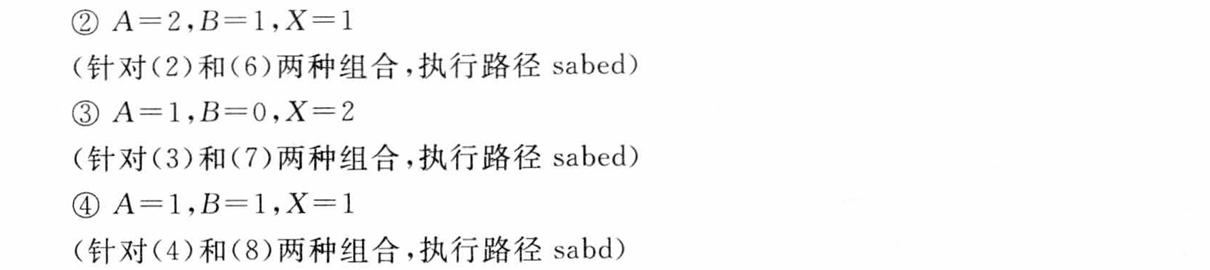 ② A=2,B=1,X=1
(针对(2)和(6)两种组合,执行路径 sabed)
③ A=1,B=0,X=2
(针对(3)和(7)两种组合,执行路径 sabed)
④ A=1,B=1,X=1
(针对(4)和(8)两种组合,执行路径 sabd)